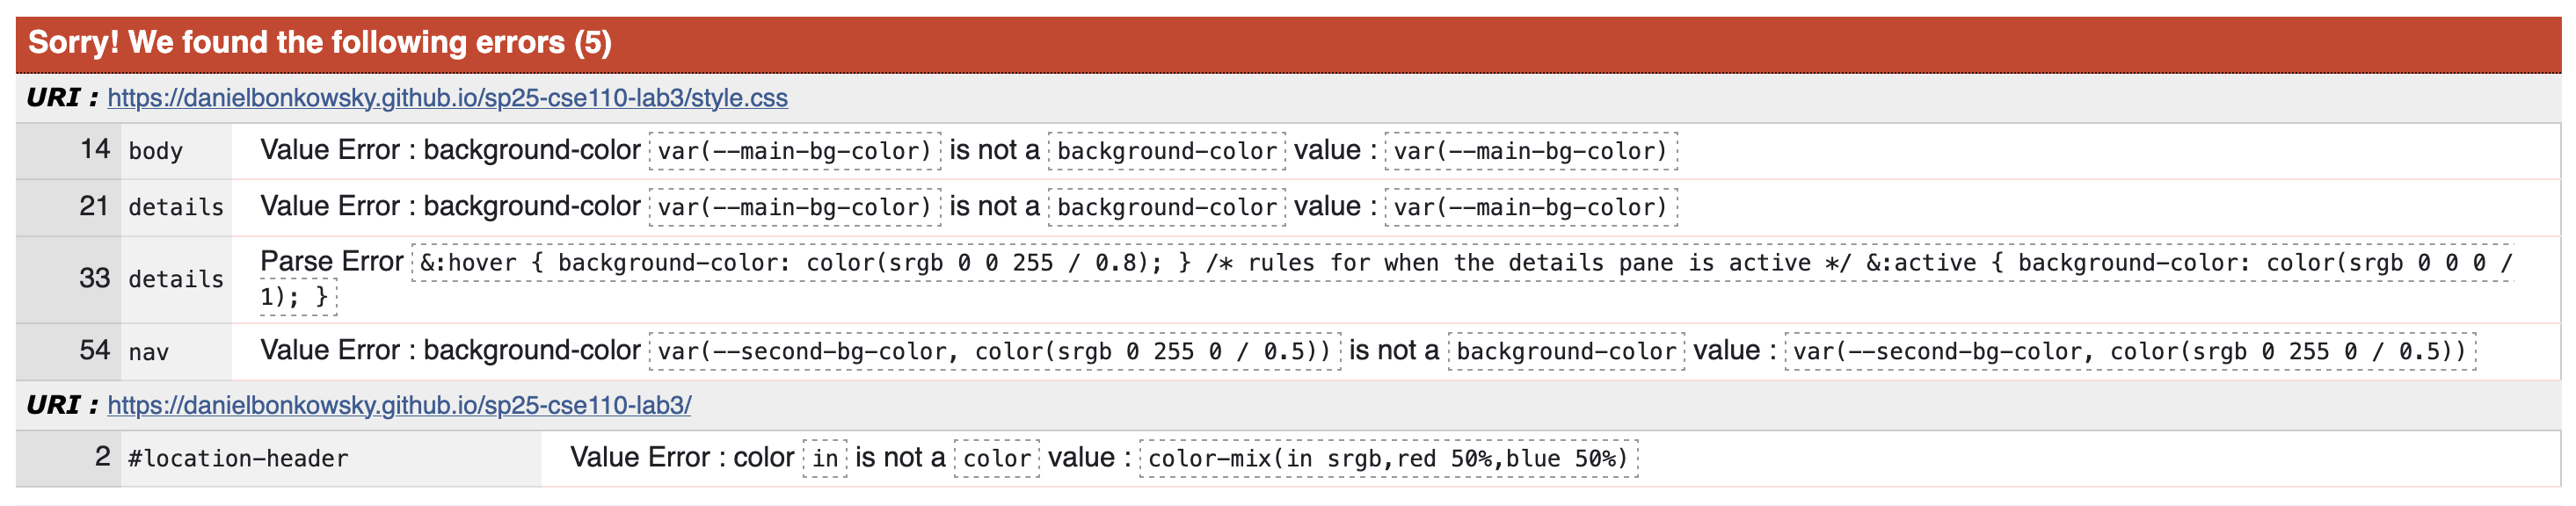 Sorry! We found the following errors (5)
URI : https://danielbonkowsky.github.io/sp25-cse110-lab3/style.css
14 body Value Error : background-color var(--main-bg-color) is not a background-color value : var(--main-bg-color)
21 details Value Error : background-color var(--main-bg-color) is not a background-color value : var(--main-bg-color)
33 details Parse Error &:hover { background-color: color(srgb 0 0 255 / 0.8); } /* rules for when the details pane is active */ &:active { background-color: color(srgb 0 0 0 /
1); }
54 nav Value Error : background-color var(--second-bg-color, color(srgb 0 255 0 / 0.5)) is not a background-color value : var(--second-bg-color, color(srgb 0 255 0 / 0.5))
URI : https://danielbonkowsky.github.io/sp25-cse110-lab3/
2 #location-header Value Error : color in is not a color value : color-mix(in srgb,red 50%,blue 50%)